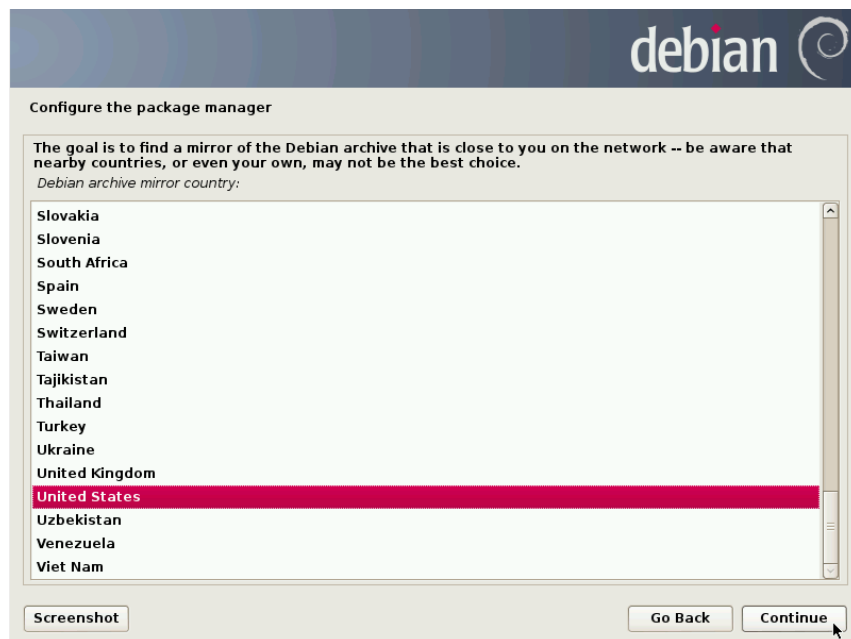 debian
Configure the package manager
The goal is to find a mirror of the Debian archive that is close to you on the network -- be aware that
nearby countries, or even your own, may not be the best choice.
Debian archive mirror country:
Slovakia
Slovenia
South Africa
Spain
Sweden
Switzerland
Taiwan
Tajikistan
Thailand
Turkey
Ukraine
United Kingdom
United States
Uzbekistan
Venezuela
Viet Nam
Screenshot
Go Back
Continue